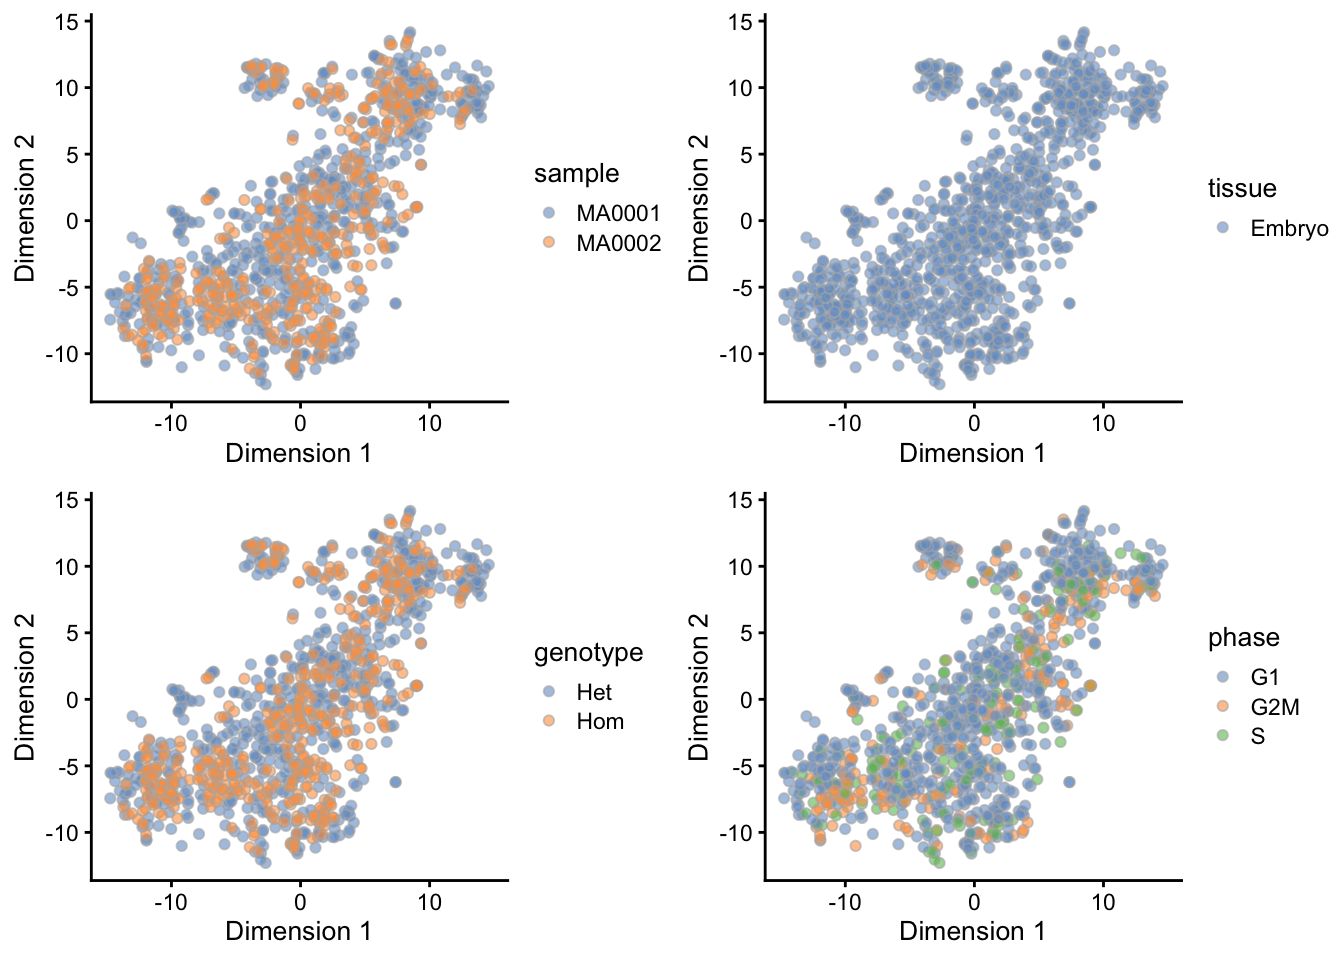 15
10
5
0
-5
-10
Dimension 2
-10 0 10
Dimension 1
sample
MA0001
MA0002
15
10
5
0
-5
-10
Dimension 2
-10 0 10
Dimension 1
tissue
Embryo
15
10
5
0
-5
-10
Dimension 2
-10 0 10
Dimension 1
genotype
Het
Hom
15
10
5
0
-5
-10
Dimension 2
-10 0 10
Dimension 1
phase
G1
G2M
S